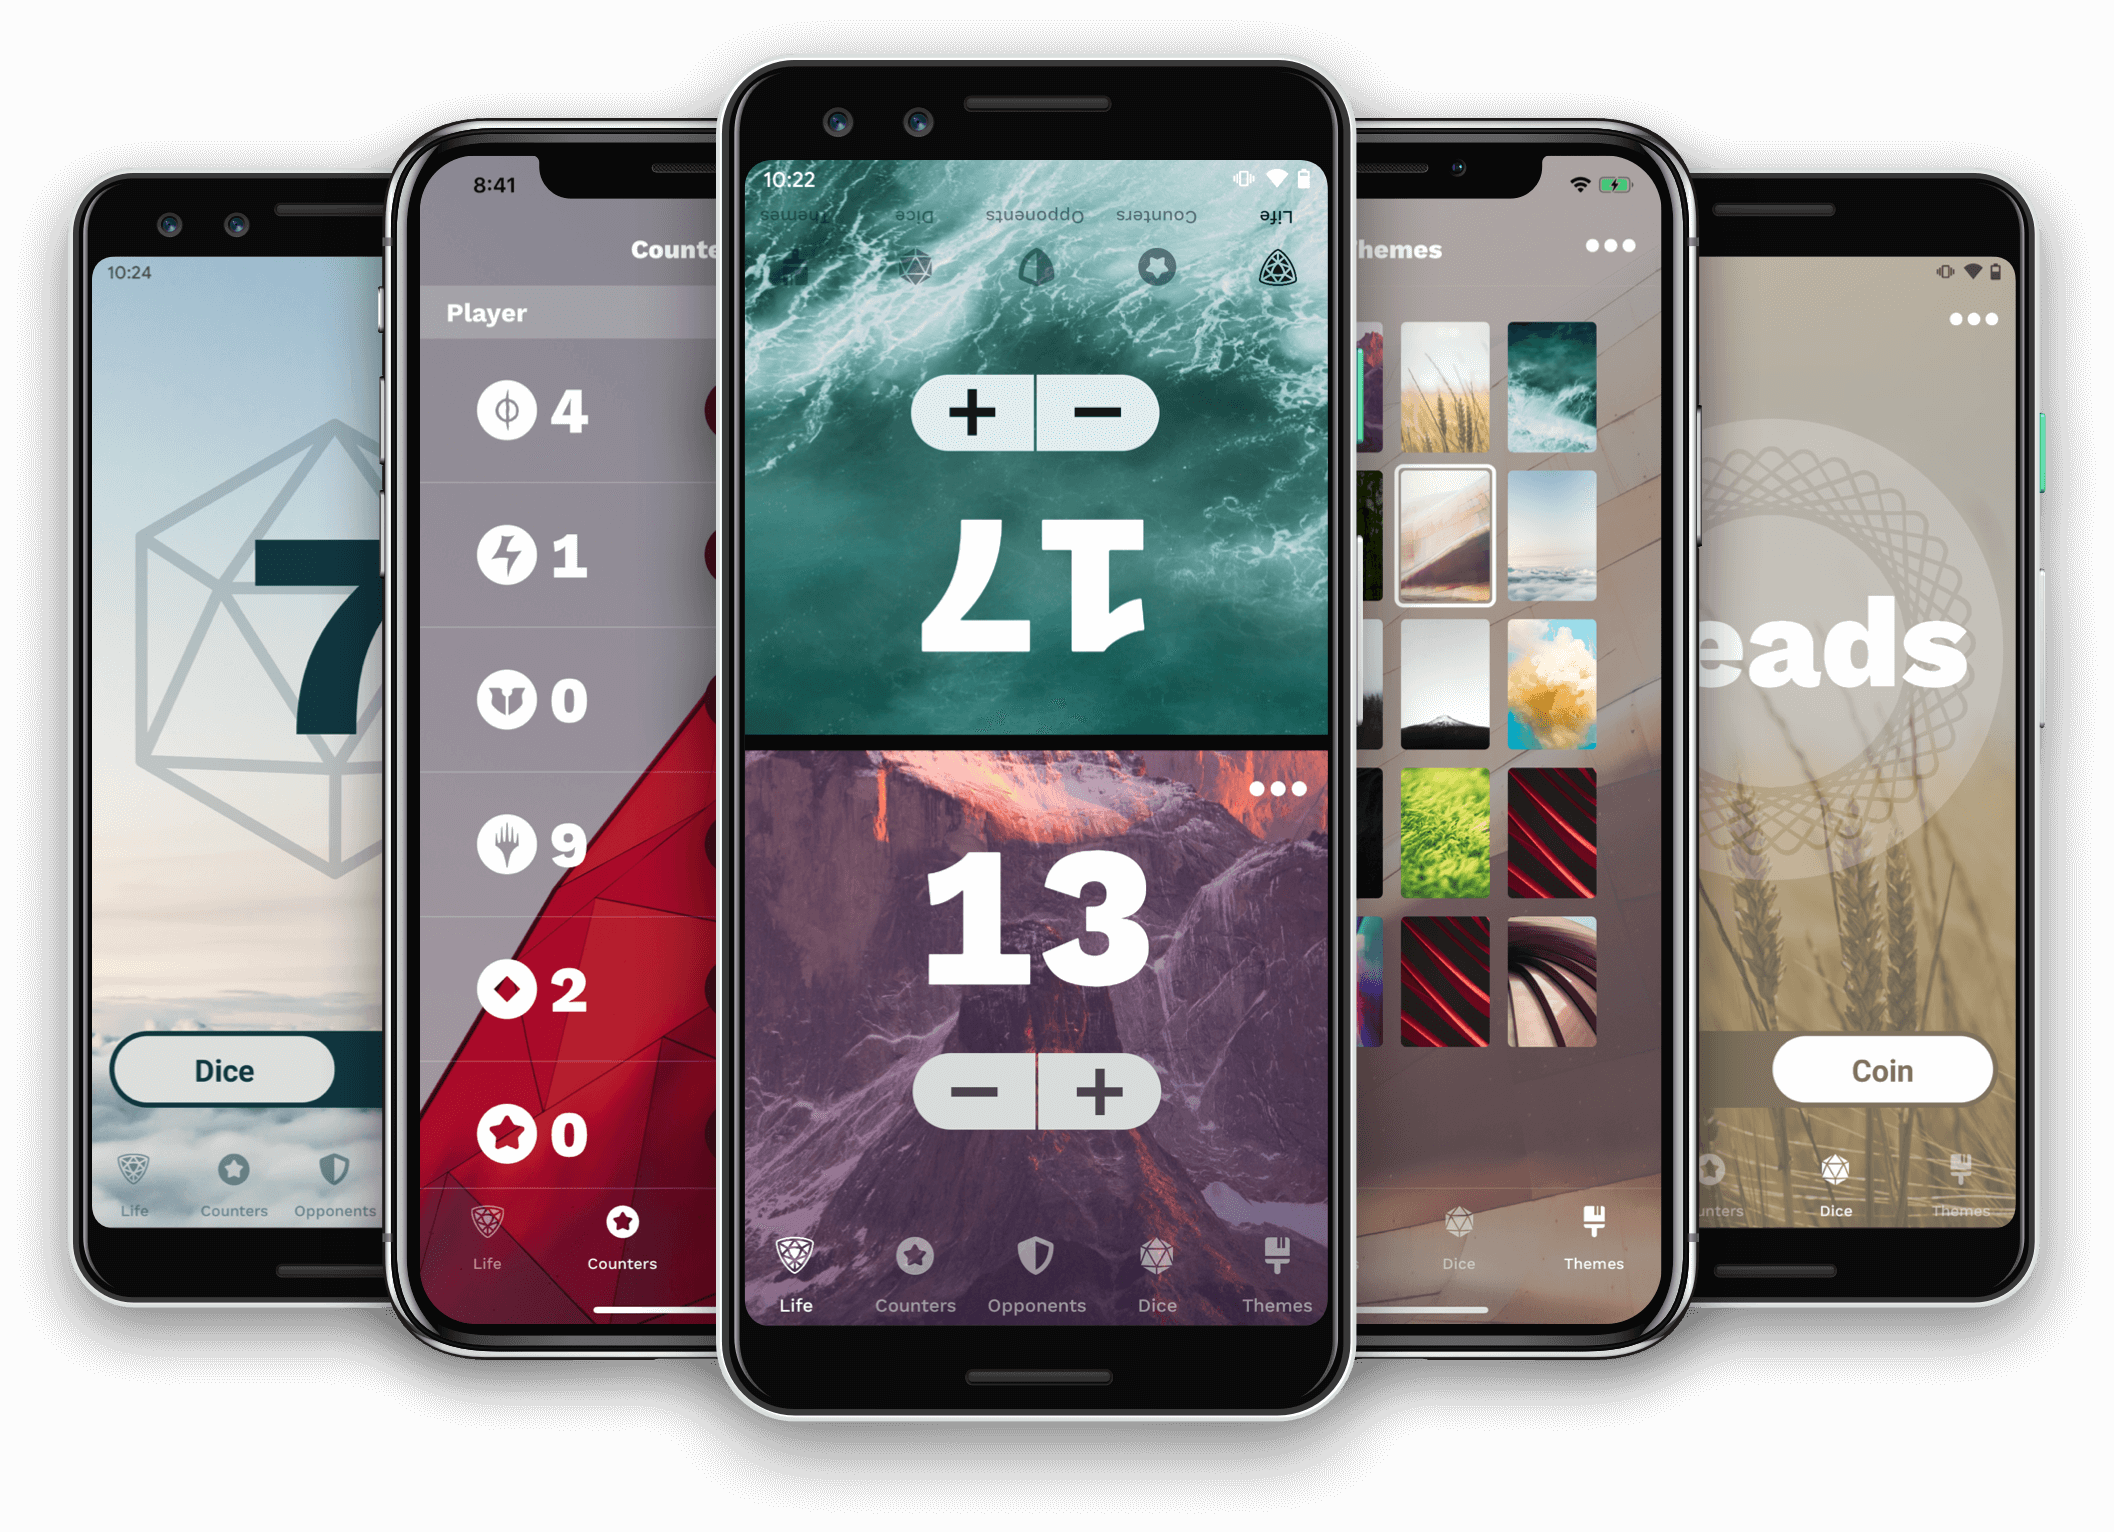 10:24
7
Dice
Life
Counters
Opponents
8:41
Counte
Player
4
1
0
9
2
0
Life
Counters
10:22
Themes
Dice
Opponents
Counters
Life
+ −
17
13
− +
Life
Counters
Opponents
Dice
Themes
hemes
s
Dice
Themes
eads
Coin
unters
Dice
Themes